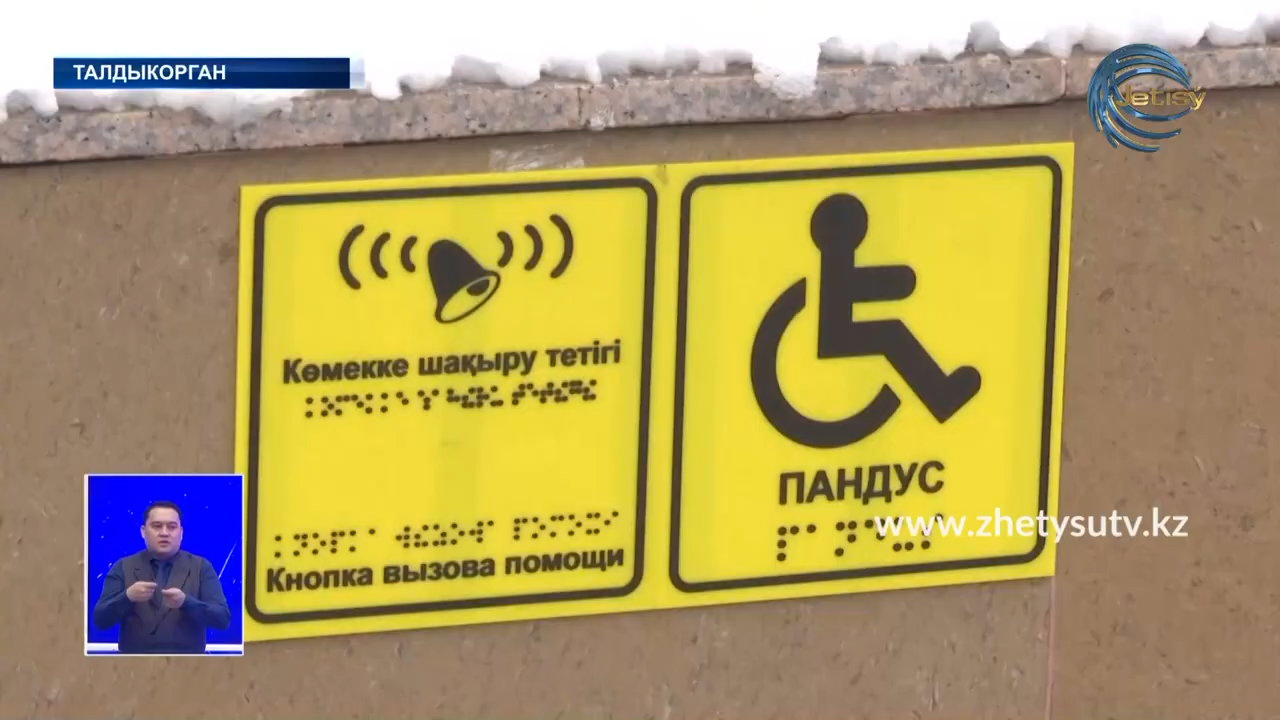 ТАЛДЫКОРГАН
Jetisý
Көмекке шақыру тетігі
Кнопка вызова помощи
ПАНДУС
www.zhetysutv.kz